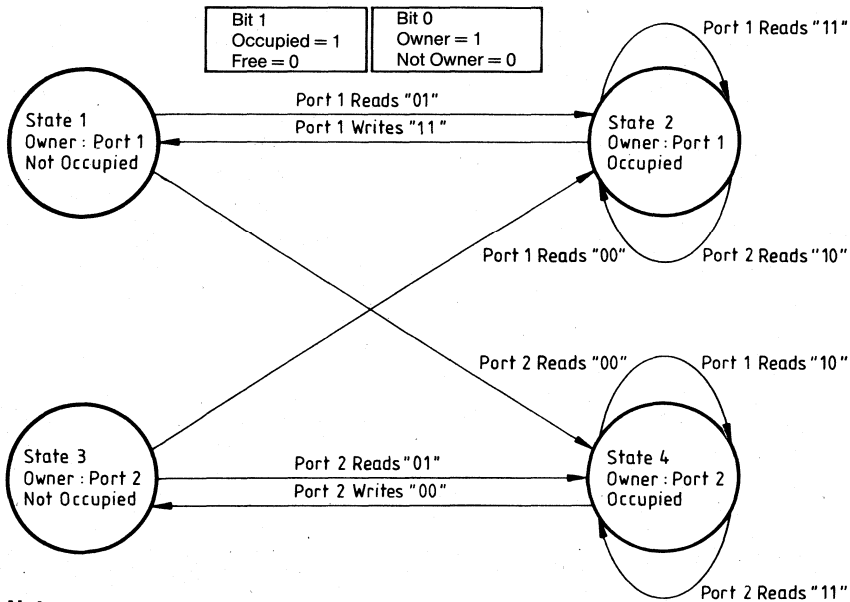 Bit 1
Occupied = 1
Free = 0
Bit 0
Owner = 1
Not Owner = 0
Port 1 Reads "11"
State 1
Owner : Port 1
Not Occupied
Port 1 Reads "01"
Port 1 Writes "11"
State 2
Owner : Port 1
Occupied
Port 1 Reads "00"
Port 2 Reads "10"
Port 2 Reads "00"
Port 1 Reads "10"
State 3
Owner : Port 2
Not Occupied
Port 2 Reads "01"
Port 2 Writes "00"
State 4
Owner : Port 2
Occupied
Port 2 Reads "11"